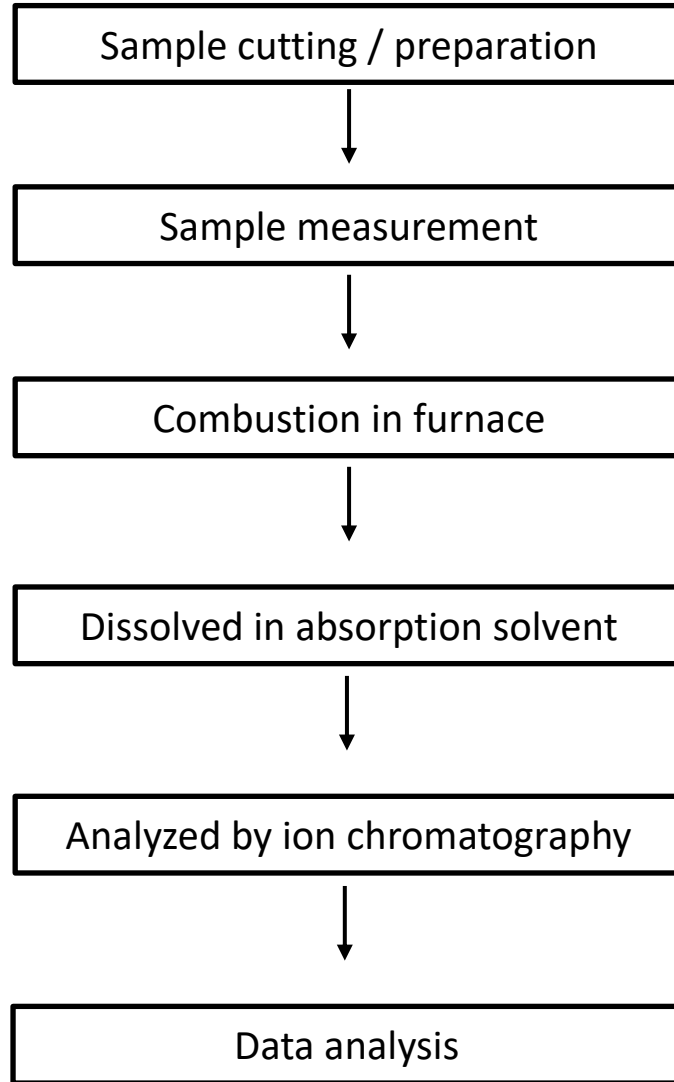 Sample cutting / preparation
Sample measurement
Combustion in furnace
Dissolved in absorption solvent
Analyzed by ion chromatography
Data analysis